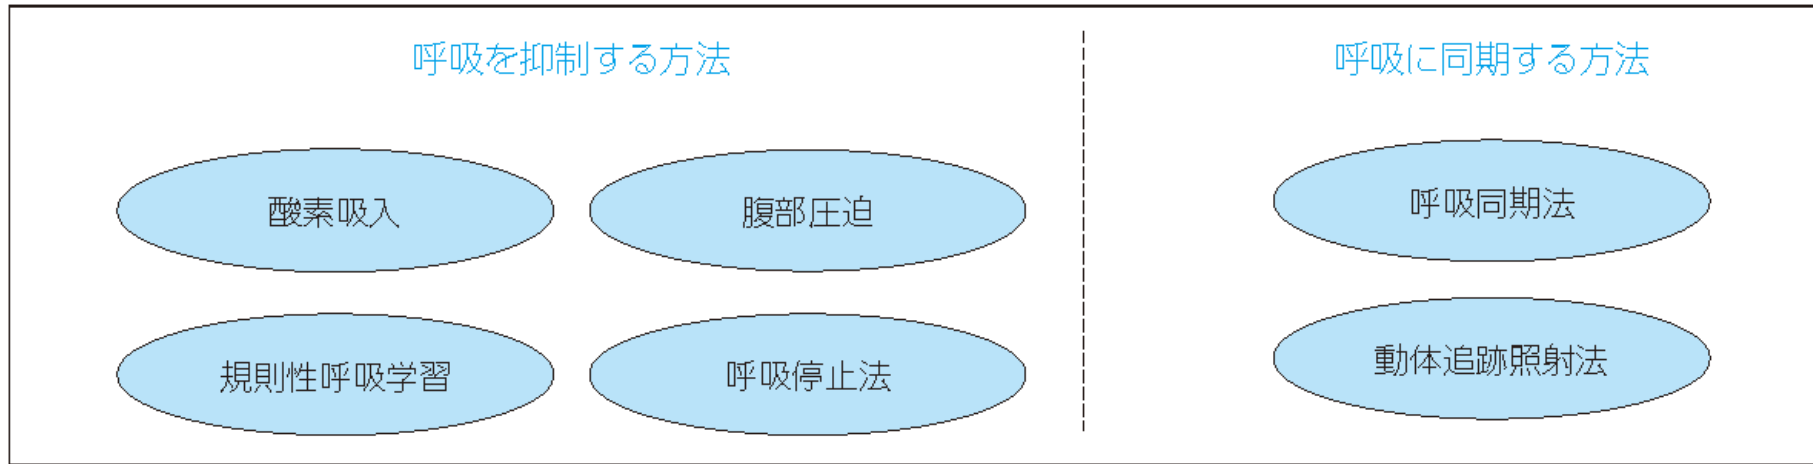 呼吸を抑制する方法
呼吸に同期する方法
酸素吸入
腹部圧迫
呼吸同期法
規則性呼吸学習
呼吸停止法
動体追跡照射法